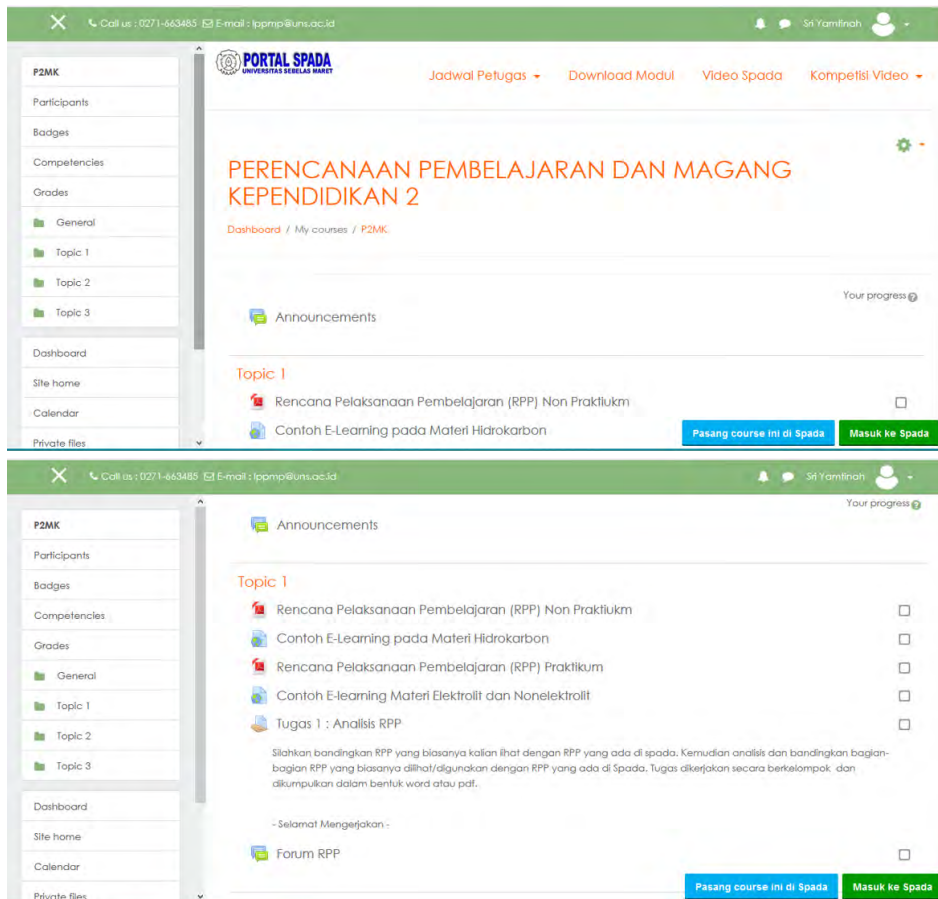 Call us : 0271-663485 E-mail : lppmp@uns.ac.id
Sri Yamtinah
P2MK
Participants
Badges
Competencies
Grades
General
Topic 1
Topic 2
Topic 3
Dashboard
Site home
Calendar
Private files
PORTAL SPADA
UNIVERSITAS SEBELAS MARET
Jadwal Petugas
Download Modul
Video Spada
Kompetisi Video
PERENCANAAN PEMBELAJARAN DAN MAGANG
KEPENDIDIKAN 2
Dashboard / My courses / P2MK
Your progress
Announcements
Topic 1
Rencana Pelaksanaan Pembelajaran (RPP) Non Praktiukm
Contoh E-Learning pada Materi Hidrokarbon
Pasang course ini di Spada
Masuk ke Spada
Call us : 0271-663485 E-mail : lppmp@uns.ac.id
Sri Yamtinah
P2MK
Participants
Badges
Competencies
Grades
General
Topic 1
Topic 2
Topic 3
Dashboard
Site home
Calendar
Private files
Your progress
Announcements
Topic 1
Rencana Pelaksanaan Pembelajaran (RPP) Non Praktiukm
Contoh E-Learning pada Materi Hidrokarbon
Rencana Pelaksanaan Pembelajaran (RPP) Praktikum
Contoh E-learning Materi Elektrolit dan Nonelektrolit
Tugas 1 : Analisis RPP
Silahkan bandingkan RPP yang biasanya kalian lihat dengan RPP yang ada di spada. Kemudian analisis dan bandingkan bagian-
bagian RPP yang biasanya dilihat/digunakan dengan RPP yang ada di Spada. Tugas dikerjakan secara berkelompok dan
dikumpulkan dalam bentuk word atau pdf.
- Selamat Mengerjakan -
Forum RPP
Pasang course ini di Spada
Masuk ke Spada